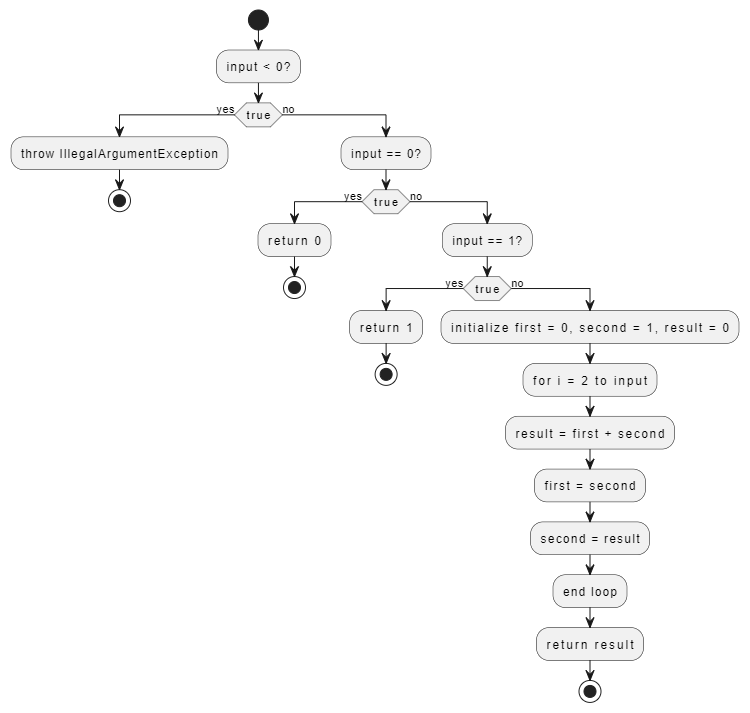 input < 0?
yes
true
no
throw IllegalArgumentException
input == 0?
yes
true
no
return 0
input == 1?
yes
true
no
return 1
initialize first = 0, second = 1, result = 0
for i = 2 to input
result = first + second
first = second
second = result
end loop
return result